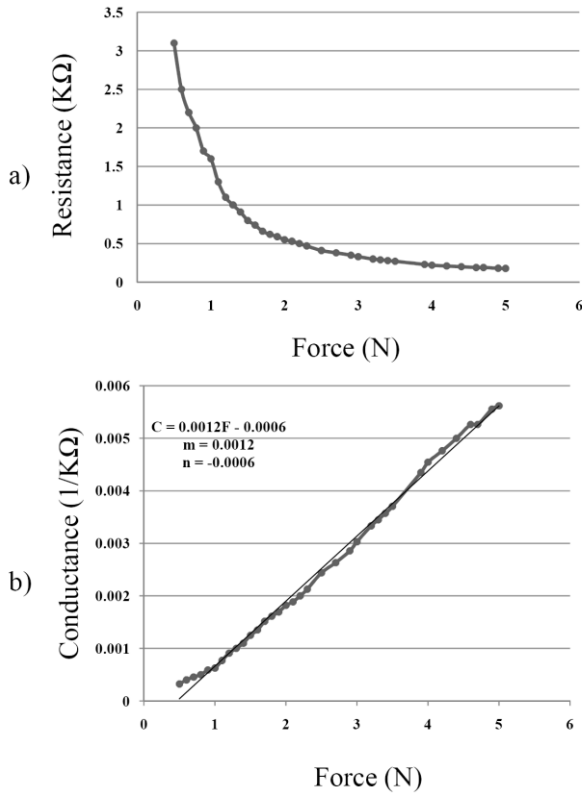 a)
Resistance (KΩ)
3.5
3
2.5
2
1.5
1
0.5
0
0 1 2 3 4 5 6
Force (N)
b)
Conductance (1/KΩ)
0.006
0.005
0.004
0.003
0.002
0.001
0
C = 0.0012F - 0.0006
m = 0.0012
n = -0.0006
0 1 2 3 4 5 6
Force (N)